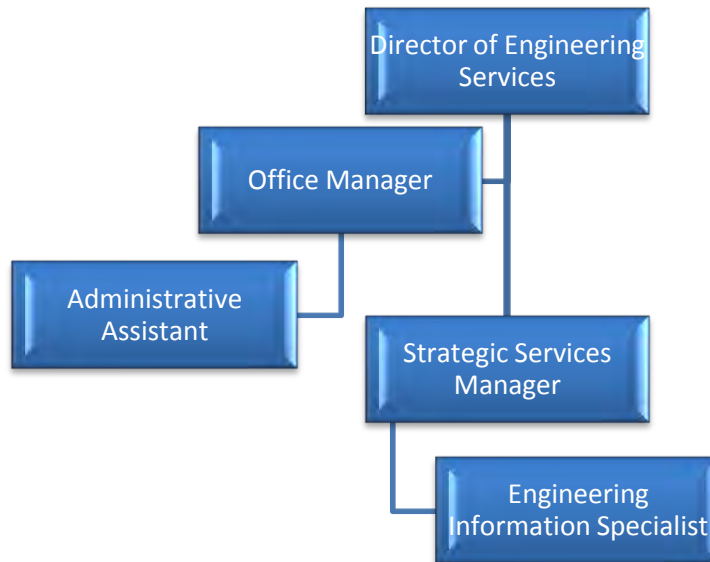 Director of Engineering
Services
Office Manager
Administrative
Assistant
Strategic Services
Manager
Engineering
Information Specialist